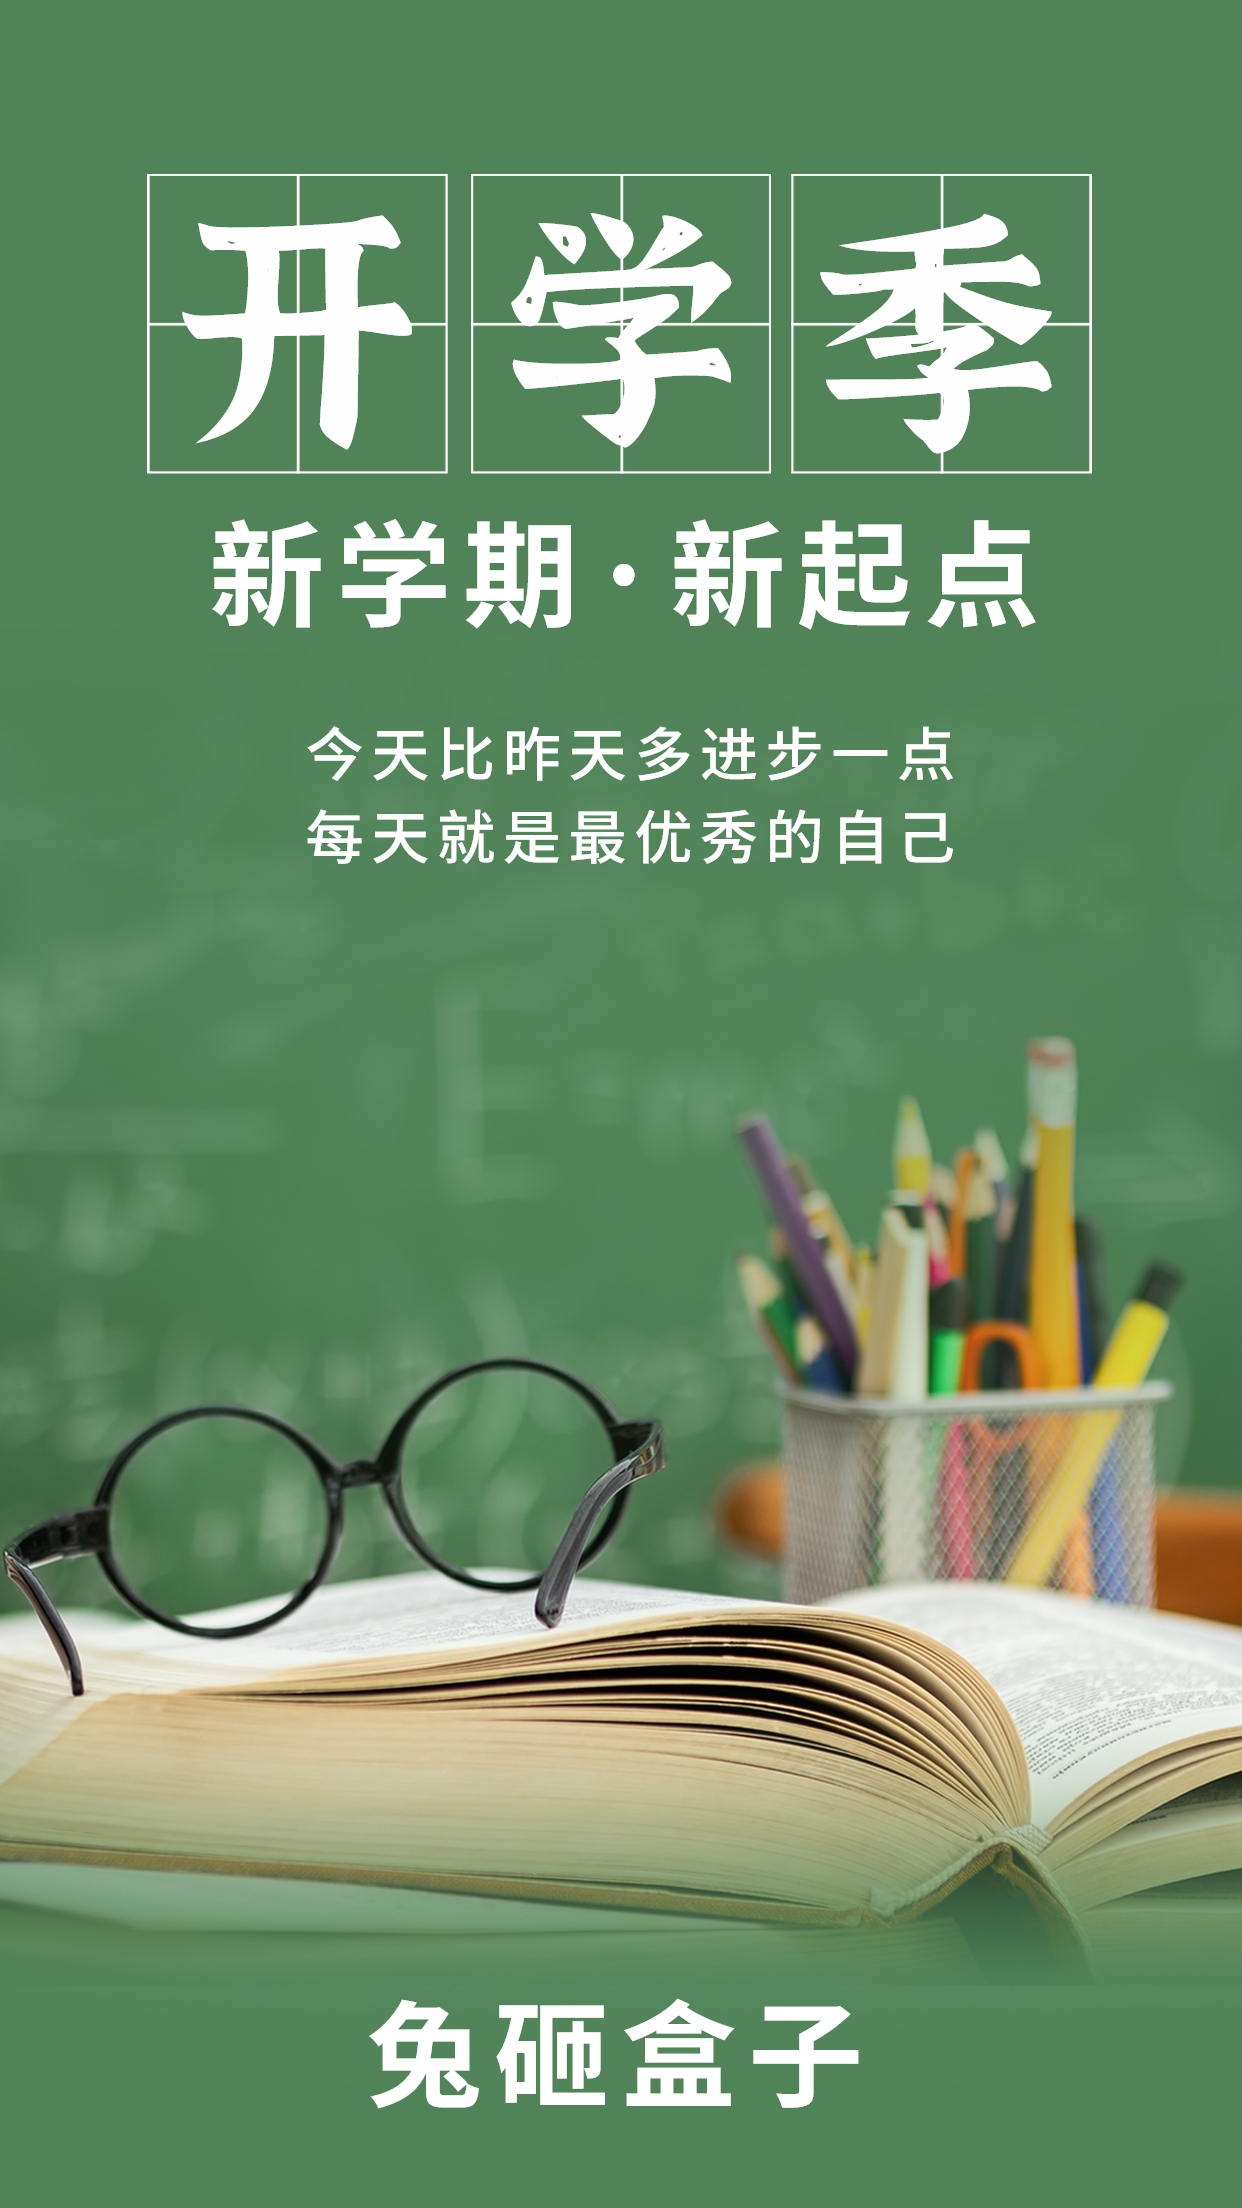 开学季
新学期·新起点
今天比昨天多进步一点
每天就是最优秀的自己
兔砸盒子